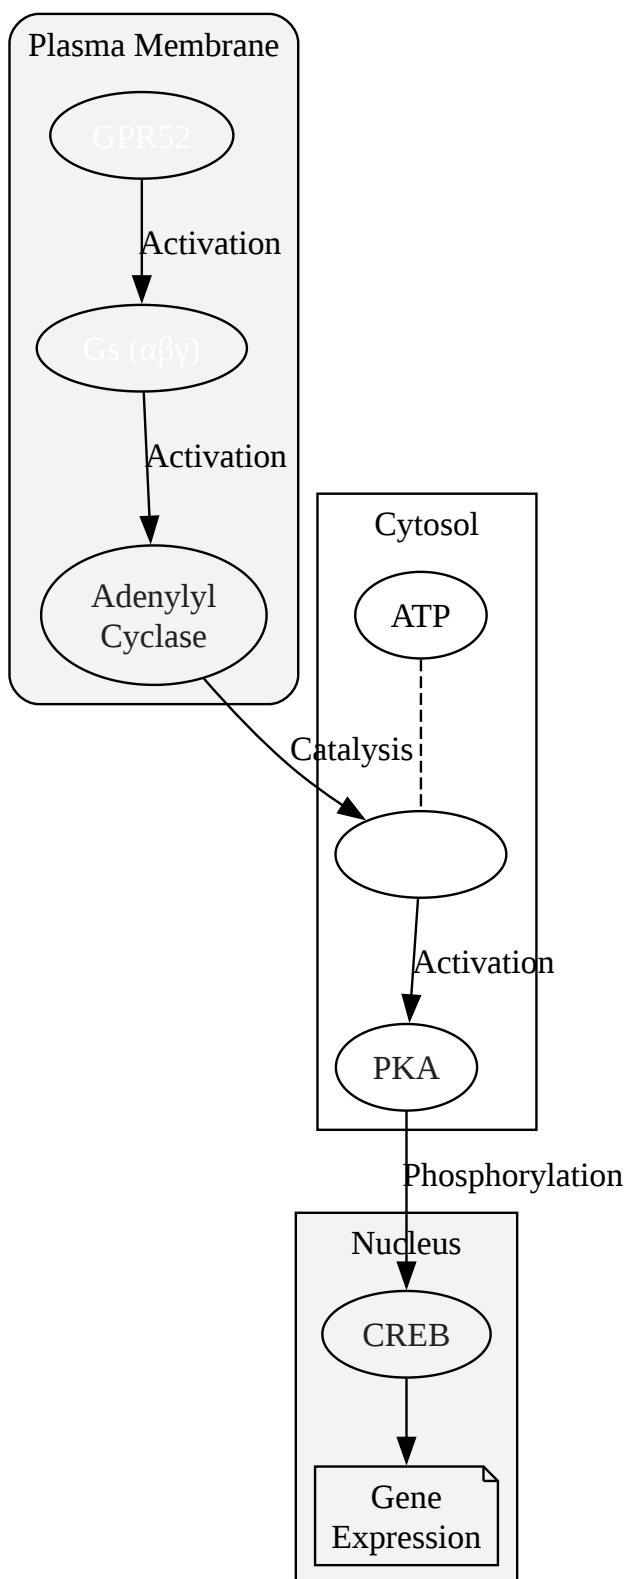 Plasma Membrane
GPR52
Activation
Gs (αβγ)
Activation
Adenylyl
Cyclase
Cytosol
ATP
Catalysis
Activation
PKA
Phosphorylation
Nucleus
CREB
Gene
Expression